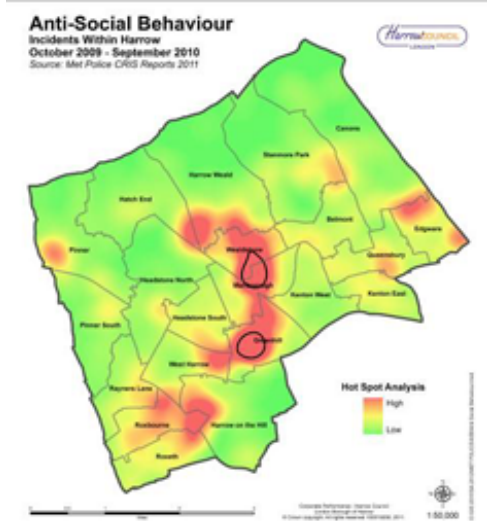 Anti-Social Behaviour
Incidents Within Harrow
October 2009 - September 2010
Source: Met Police CRIS Reports 2011
HarrowCOUNCIL
LONDON
Canons
Stanmore Park
Harrow Weald
Hatch End
Belmont
Edgware
Pinner
Wealdstone
Queensbury
Headstone North
Marlborough
Kenton West
Kenton East
Pinner South
Headstone South
Greenhill
West Harrow
Rayners Lane
Roxbourne
Harrow on the Hill
Roxeth
Hot Spot Analysis
High
Low
1:50,000